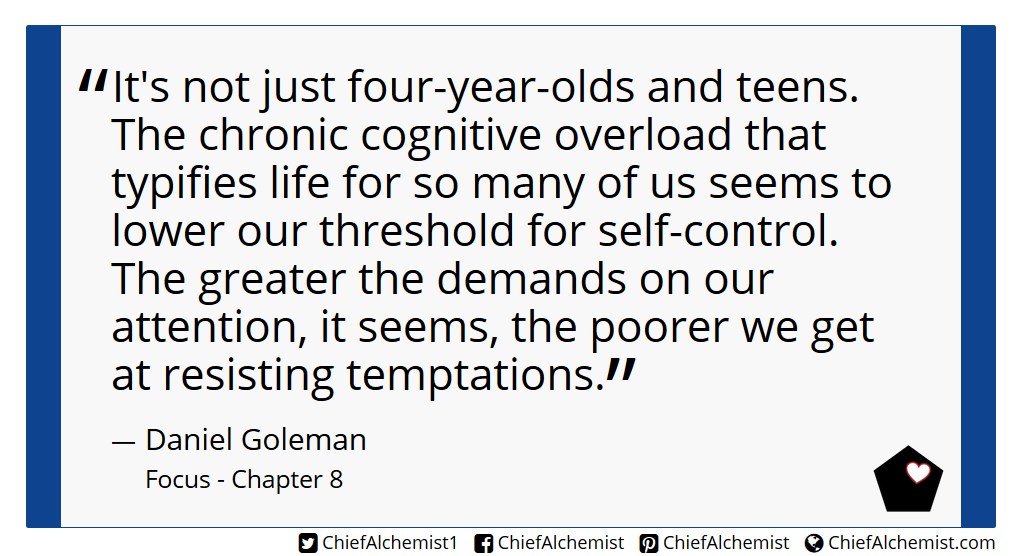 “It's not just four-year-olds and teens.
The chronic cognitive overload that
typifies life for so many of us seems to
lower our threshold for self-control.
The greater the demands on our
attention, it seems, the poorer we get
at resisting temptations.”
— Daniel Goleman
Focus - Chapter 8
ChiefAlchemist1 ChiefAlchemist ChiefAlchemist ChiefAlchemist.com